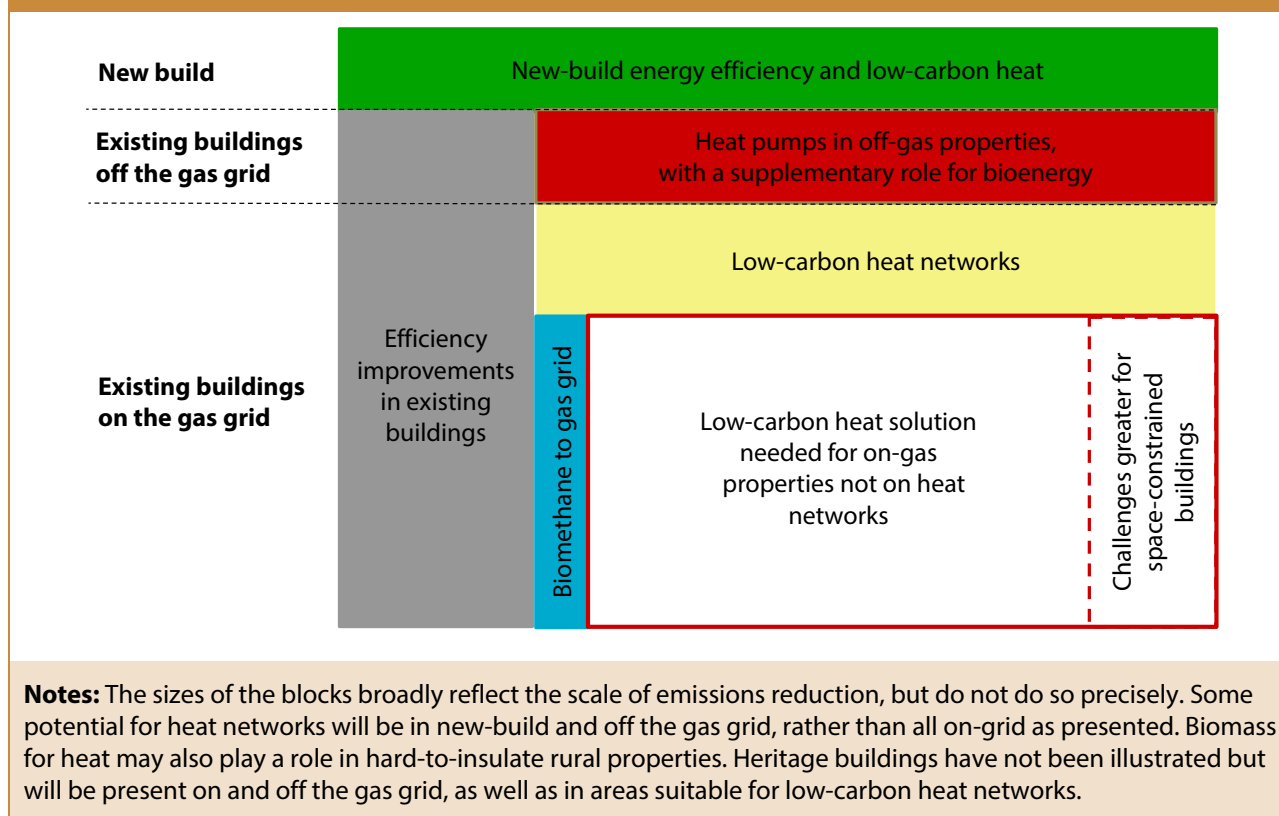 New build
New-build energy efficiency and low-carbon heat
Existing buildings
off the gas grid
Heat pumps in off-gas properties,
with a supplementary role for bioenergy
Low-carbon heat networks
Existing buildings
on the gas grid
Efficiency
improvements
in existing
buildings
Biomethane to gas grid
Low-carbon heat solution
needed for on-gas
properties not on heat
networks
Challenges greater for
space-constrained
buildings
Notes: The sizes of the blocks broadly reflect the scale of emissions reduction, but do not do so precisely. Some
potential for heat networks will be in new-build and off the gas grid, rather than all on-grid as presented. Biomass
for heat may also play a role in hard-to-insulate rural properties. Heritage buildings have not been illustrated but
will be present on and off the gas grid, as well as in areas suitable for low-carbon heat networks.